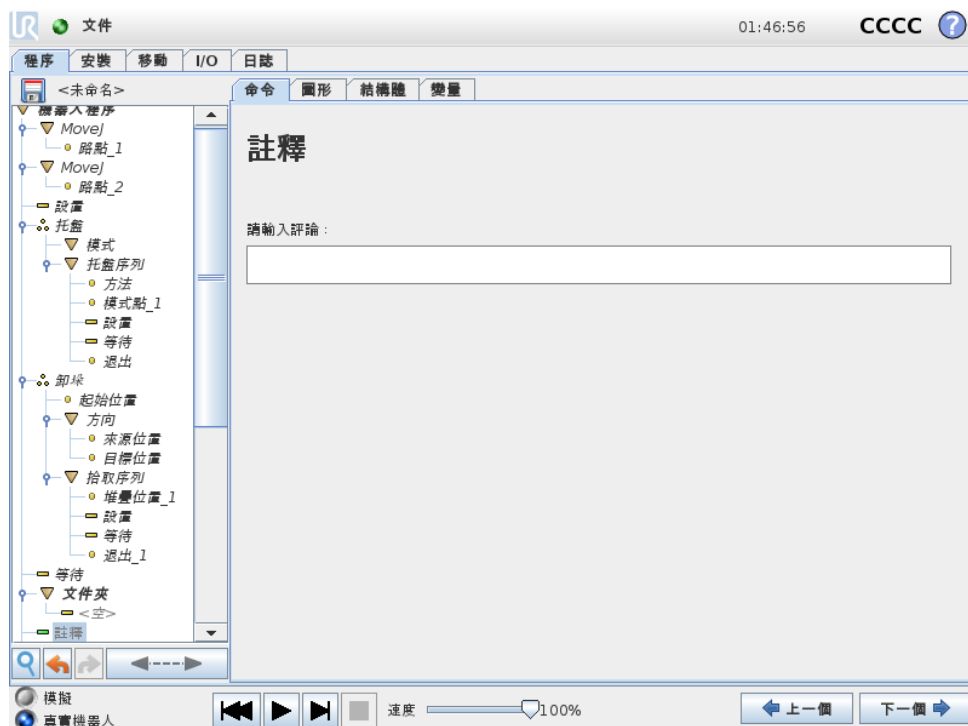 UR 文件 01:46:56 CCCC ?
程序 安裝 移動 I/O 日誌
<未命名> 命令 圖形 結構體 變量
機器人程序
MoveJ
路點_1
MoveJ
路點_2
設置
托盤
模式
托盤序列
方法
模式點_1
設置
等待
退出
卸垛
起始位置
方向
來源位置
目標位置
拾取序列
堆疊位置_1
設置
等待
退出_1
等待
文件夾
<空>
註釋
註釋
請輸入評論：
模擬
真實機器人
速度 100%
上一個 下一個